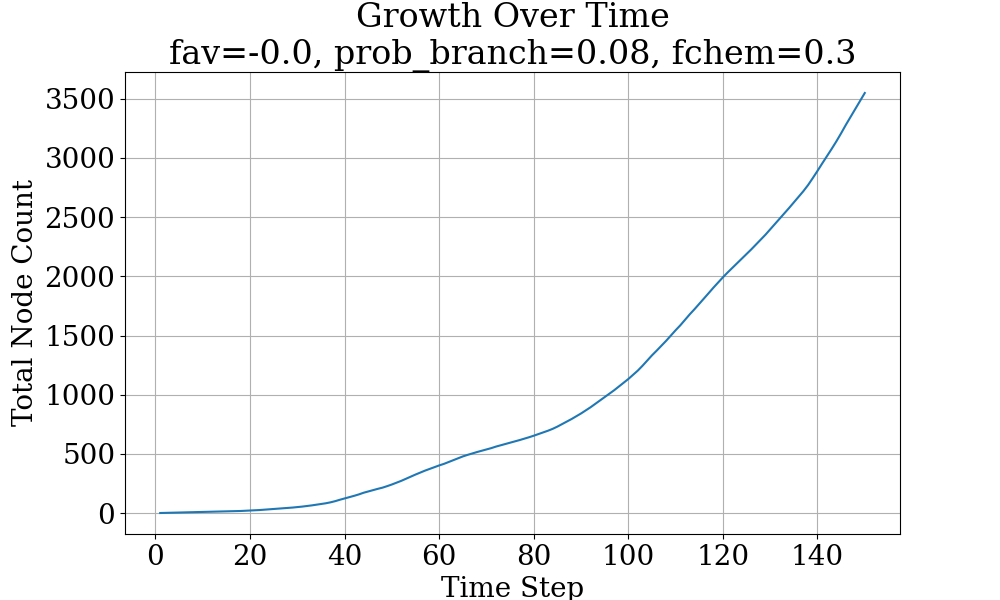 Growth Over Time
fav=-0.0, prob_branch=0.08, fchem=0.3
Total Node Count
3500
3000
2500
2000
1500
1000
500
0
0 20 40 60 80 100 120 140
Time Step